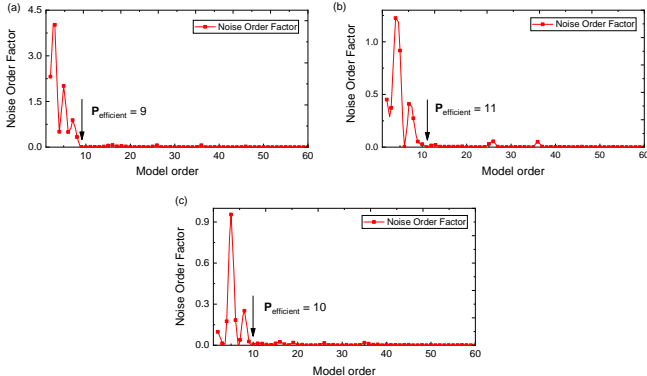 (a)
Noise Order Factor
4.5
3.0
1.5
0.0
Noise Order Factor
P efficient = 9
10 20 30 40 50 60
Model order
(b)
Noise Order Factor
1.0
0.5
0.0
Noise Order Factor
P efficient = 11
0 10 20 30 40 50 60
Model order
(c)
Noise Order Factor
0.9
0.6
0.3
0.0
Noise Order Factor
P efficient = 10
10 20 30 40 50 60
Model order